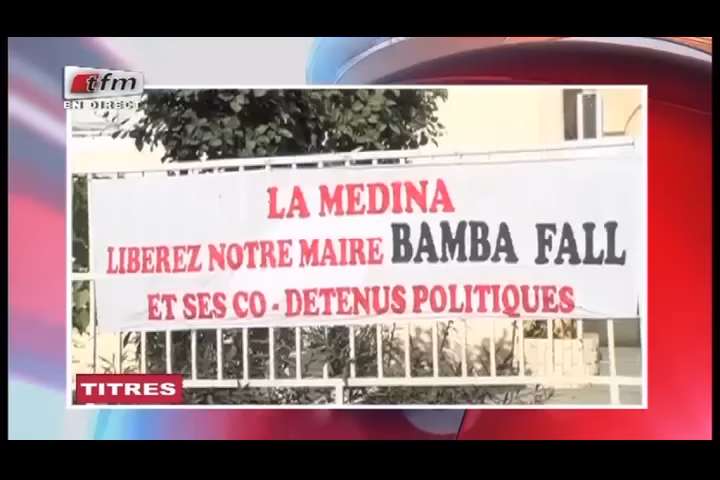 tfm
EN DIRECT
LA MEDINA
LIBEREZ NOTRE MAIRE BAMBA FALL
ET SES CO - DETENUS POLITIQUES
TITRES